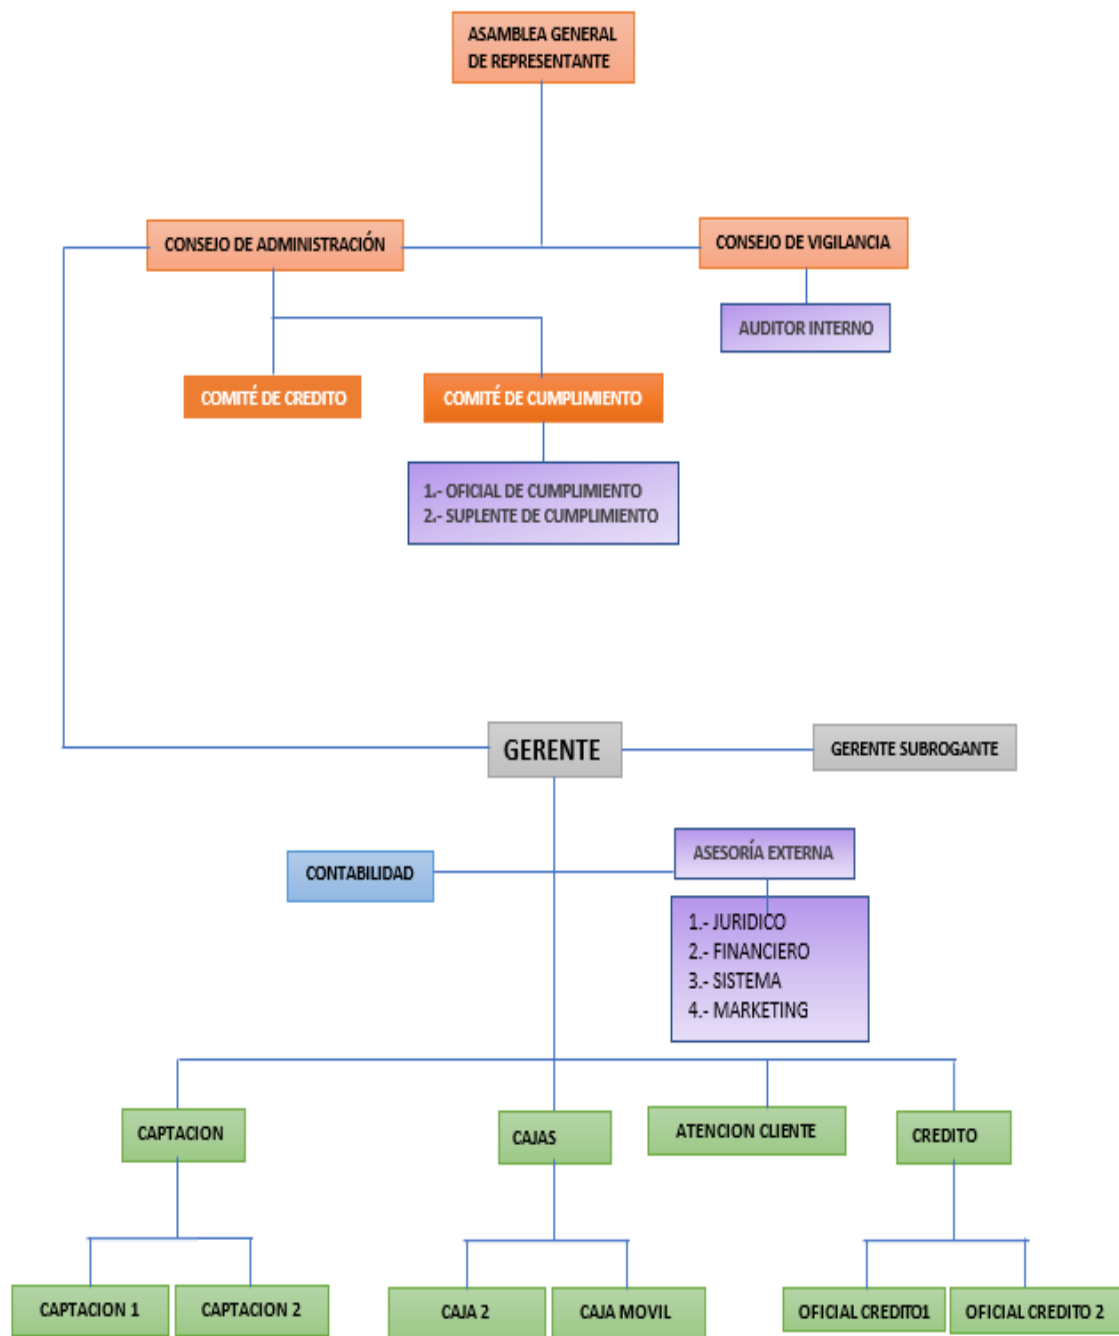 ASAMBLEA GENERAL
DE REPRESENTANTE
CONSEJO DE ADMINISTRACIÓN
CONSEJO DE VIGILANCIA
AUDITOR INTERNO
COMITÉ DE CREDITO
COMITÉ DE CUMPLIMIENTO
1.- OFICIAL DE CUMPLIMIENTO
2.- SUPLENTE DE CUMPLIMIENTO
GERENTE
GERENTE SUBROGANTE
CONTABILIDAD
ASESORÍA EXTERNA
1.- JURIDICO
2.- FINANCIERO
3.- SISTEMA
4.- MARKETING
CAPTACION
CAJAS
ATENCION CLIENTE
CREDITO
CAPTACION 1
CAPTACION 2
CAJA 2
CAJA MOVIL
OFICIAL CREDITO1
OFICIAL CREDITO 2